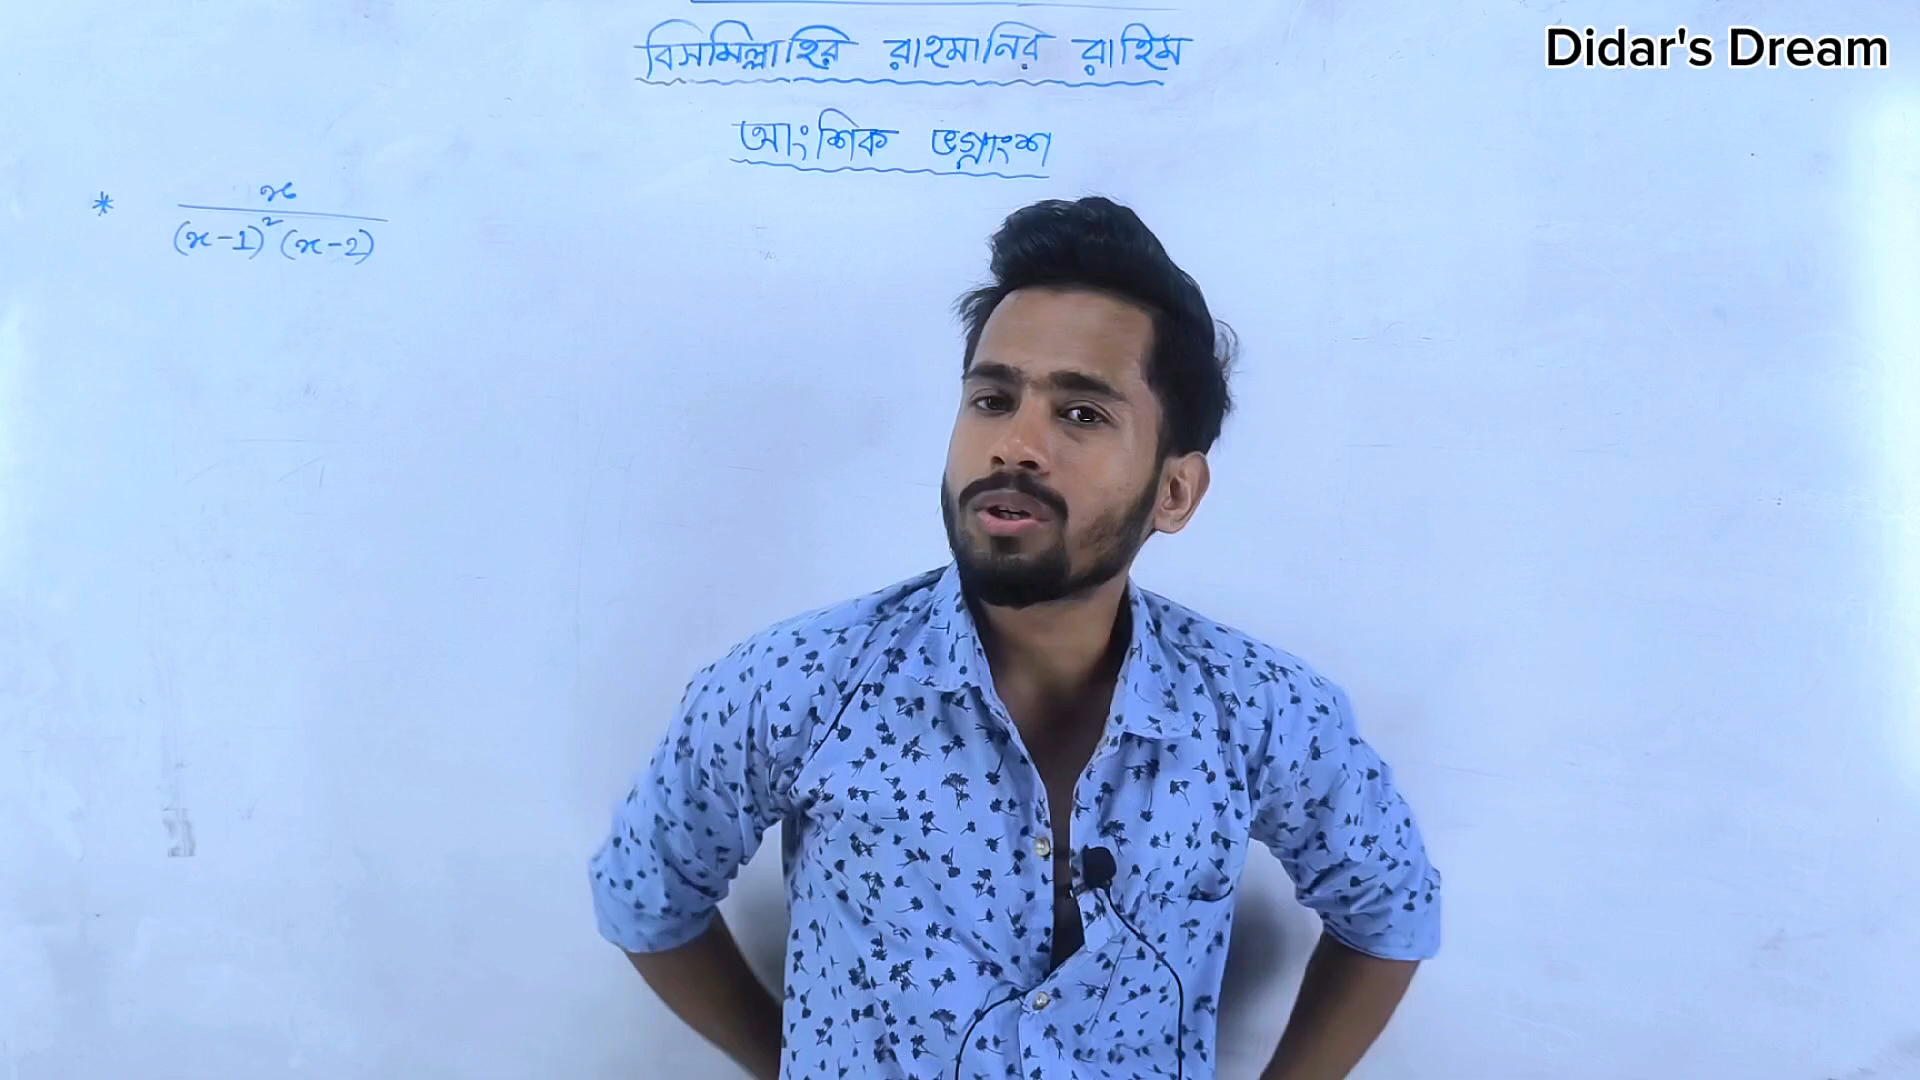 Didar's Dream
বিসমিল্লাহির রাহমানির রাহিম
আংশিক ভগ্নাংশ
* x
(x-1)² (x-2)